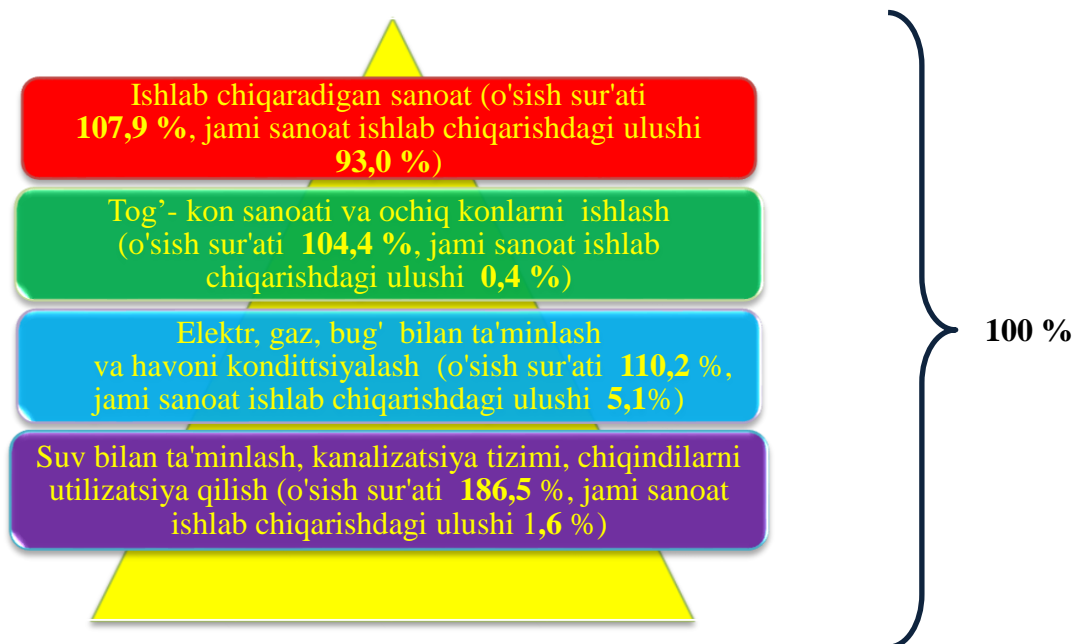 Ishlab chiqaradigan sanoat (o'sish sur'ati
107,9 %, jami sanoat ishlab chiqarishdagi ulushi
93,0 %)
Tog’- kon sanoati va ochiq konlarni ishlash
(o'sish sur'ati 104,4 %, jami sanoat ishlab
chiqarishdagi ulushi 0,4 %)
Elektr, gaz, bug' bilan ta'minlash
va havoni kondittsiyalash (o'sish sur'ati 110,2 %,
jami sanoat ishlab chiqarishdagi ulushi 5,1%)
Suv bilan ta'minlash, kanalizatsiya tizimi, chiqindilarni
utilizatsiya qilish (o'sish sur'ati 186,5 %, jami sanoat
ishlab chiqarishdagi ulushi 1,6 %)
100 %